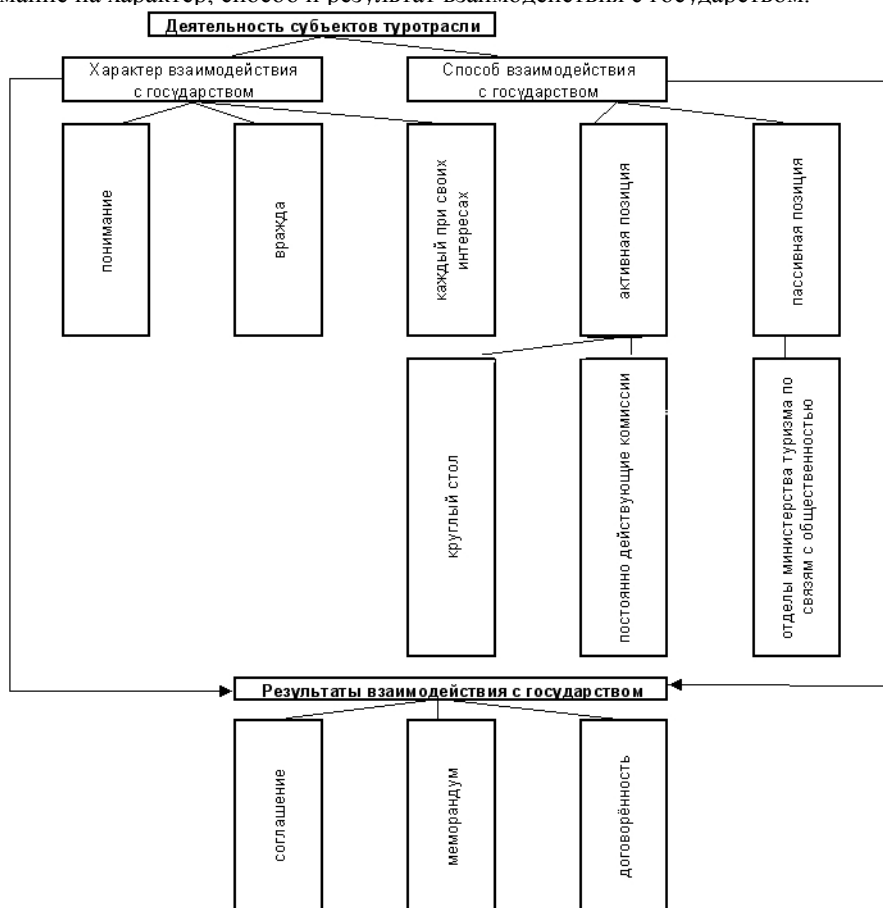 мание на характер, способ и результат взаимодействия с государством.
Деятельность субъектов туротрасли
Характер взаимодействия
с государством
Способ взаимодействия
с государством
понимание
вражда
каждый при своих
интересах
активная позиция
пассивная позиция
круглый стол
постоянно действующие комиссии
отделы министерства туризма по
связям с общественностью
Результаты взаимодействия с государством
соглашение
меморандум
договорённость